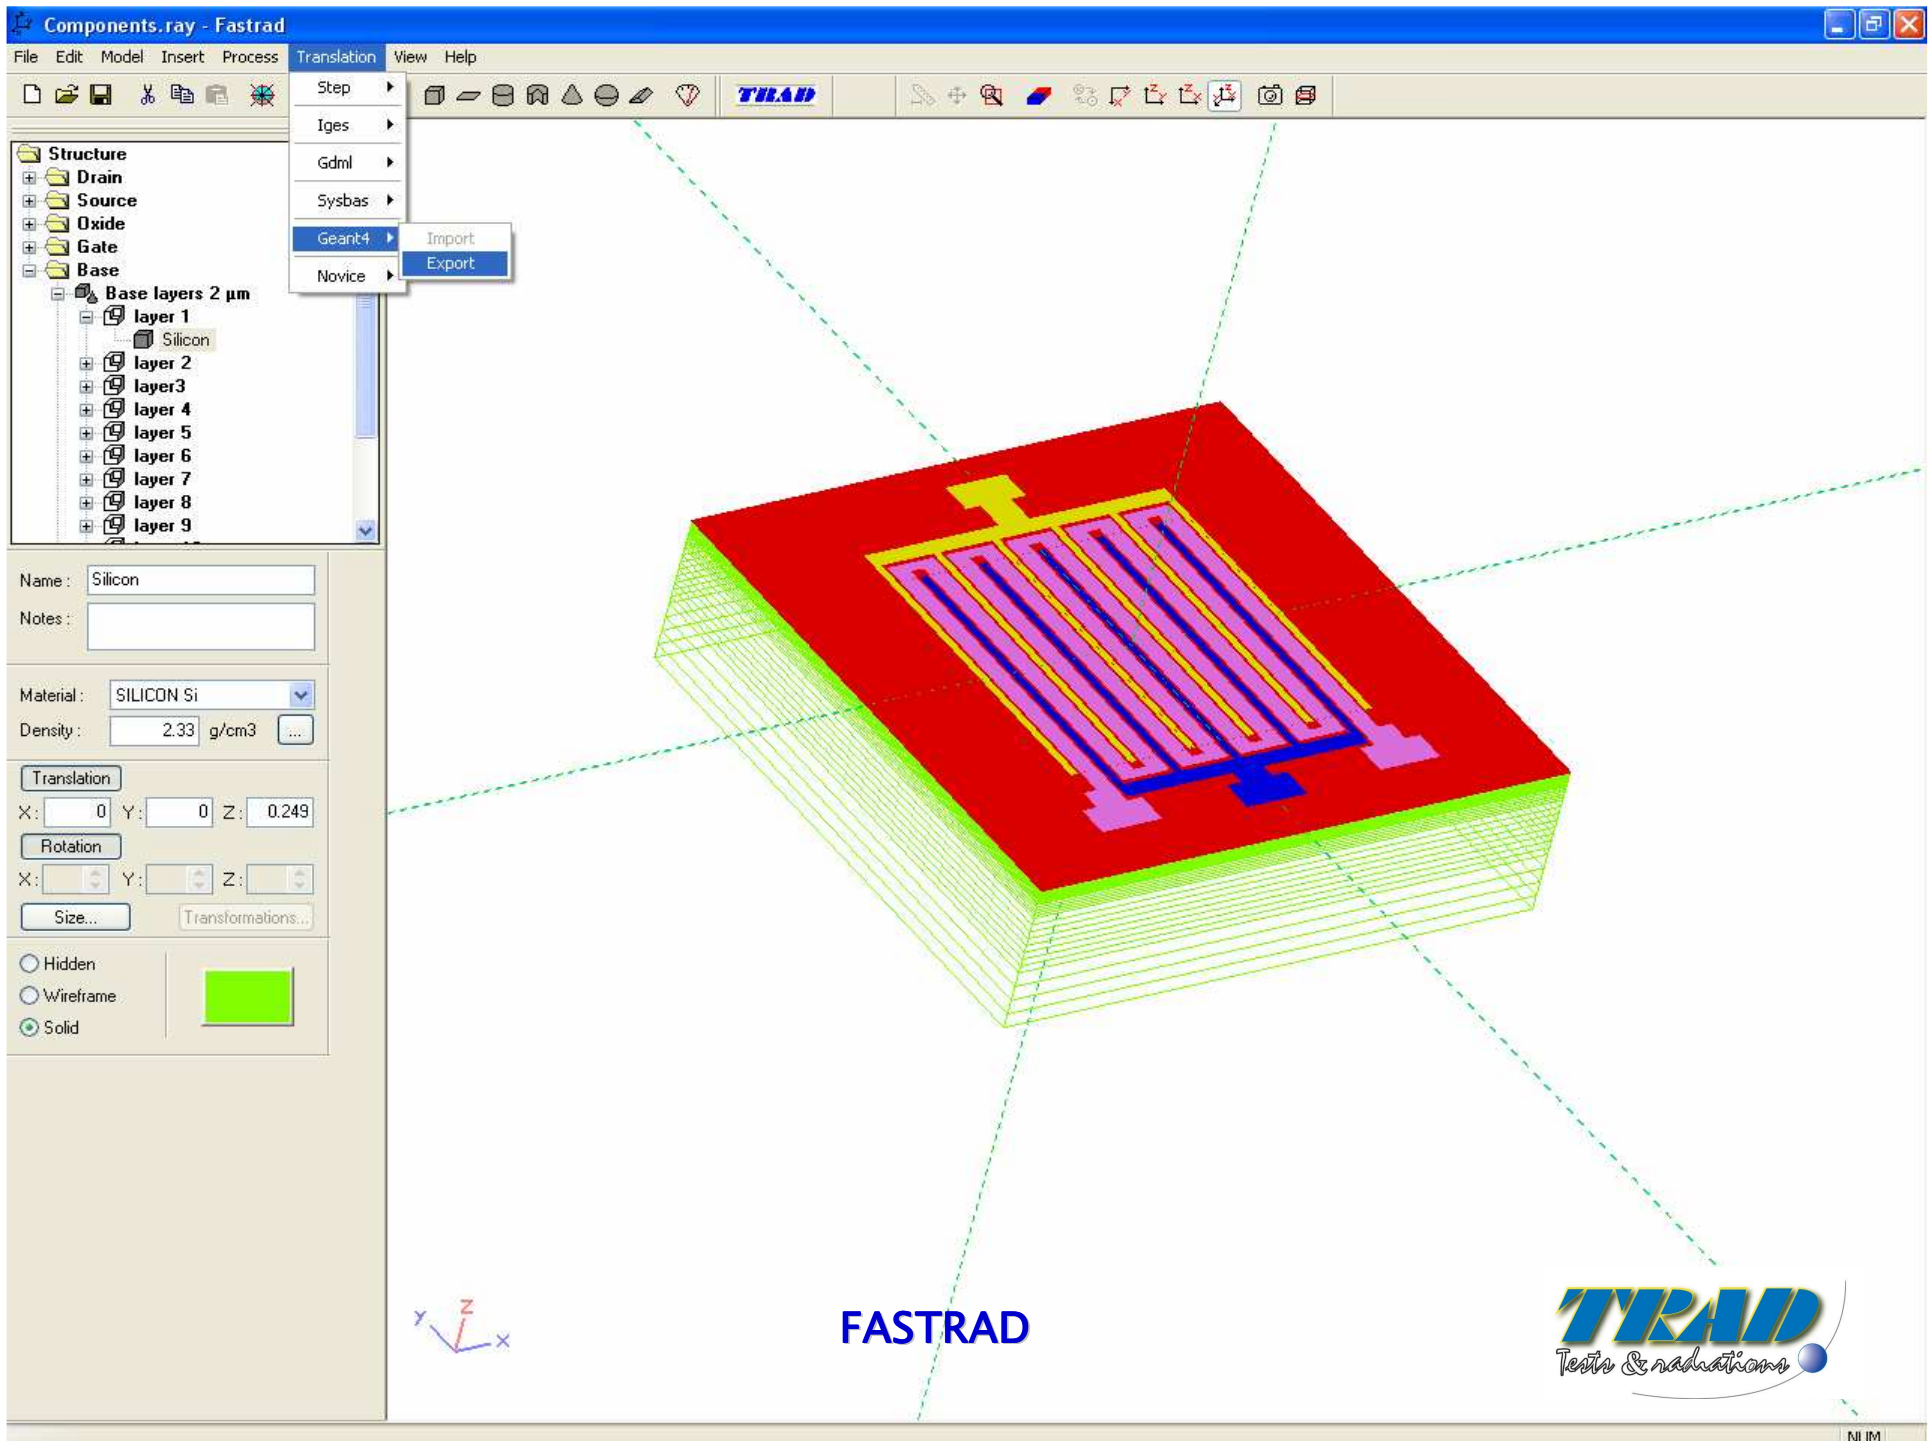 Components.ray - Fastrad
File Edit Model Insert Process Translation View Help
TRAD
Step
Iges
Gdml
Sysbas
Geant4
Novice
Import
Export
Structure
Drain
Source
Oxide
Gate
Base
Base layers 2 µm
layer 1
Silicon
layer 2
layer3
layer 4
layer 5
layer 6
layer 7
layer 8
layer 9
Name : Silicon
Notes :
Material : SILICON Si
Density : 2.33 g/cm3 ...
Translation
X: 0 Y: 0 Z: 0.249
Rotation
X: Y: Z:
Size... Transformations...
Hidden
Wireframe
Solid
Y Z X
FASTRAD
TRAD
Tests & radiations
NUM